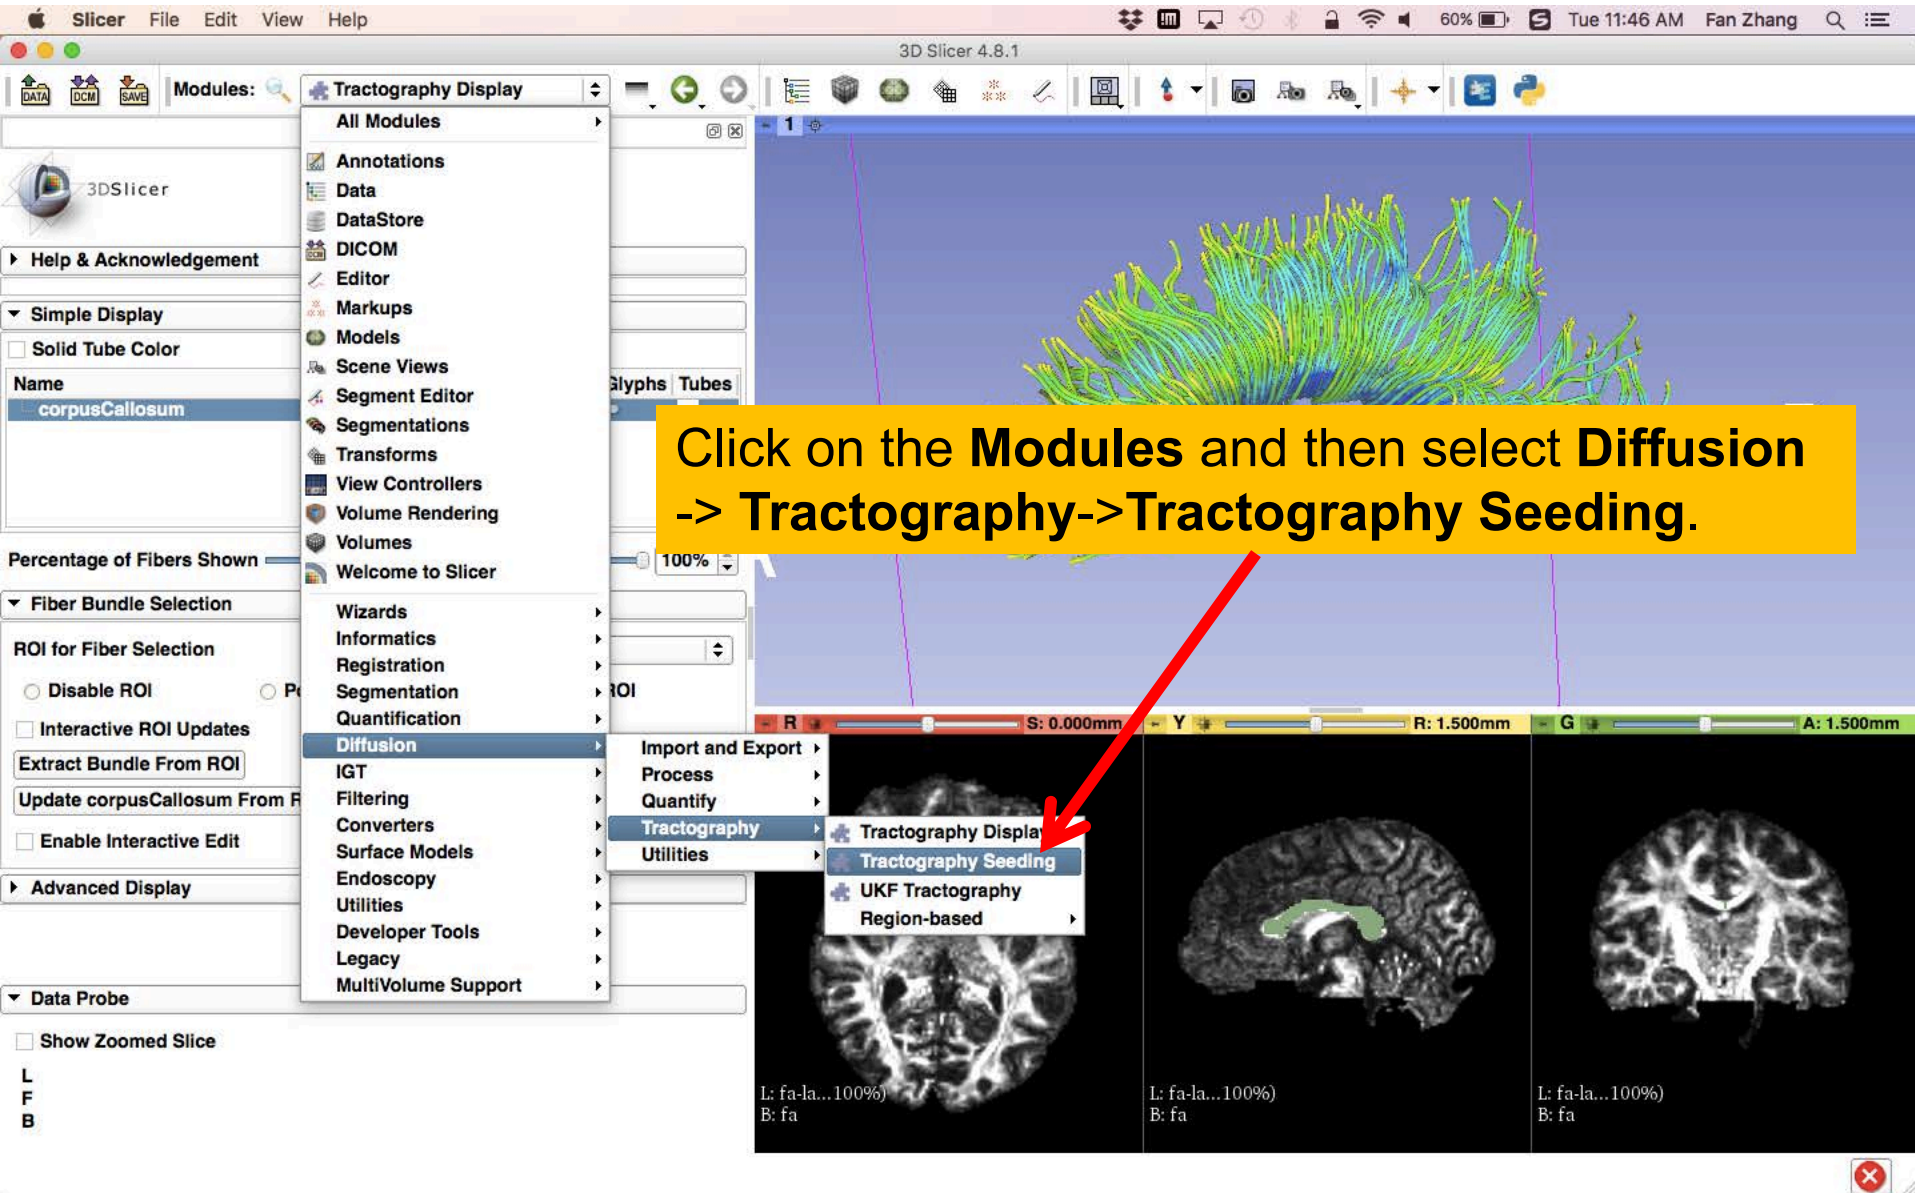 Slicer File Edit View Help 60% Tue 11:46 AM Fan Zhang
3D Slicer 4.8.1
DATA DCM SAVE Modules: Tractography Display
All Modules
Annotations
Data
DataStore
DICOM
Editor
Markups
Models
Scene Views
Segment Editor
Segmentations
Transforms
View Controllers
Volume Rendering
Volumes
Welcome to Slicer
Wizards
Informatics
Registration
Segmentation
Quantification
Diffusion
IGT
Filtering
Converters
Surface Models
Endoscopy
Utilities
Developer Tools
Legacy
MultiVolume Support
Import and Export
Process
Quantify
Tractography
Utilities
Tractography Display
Tractography Seeding
UKF Tractography
Region-based
3DSlicer
Help & Acknowledgement
Simple Display
Solid Tube Color
Name Glyphs Tubes
corpusCallosum
Percentage of Fibers Shown 100%
Fiber Bundle Selection
ROI for Fiber Selection
Disable ROI ROI
Interactive ROI Updates
Extract Bundle From ROI
Update corpusCallosum From R
Enable Interactive Edit
Advanced Display
Data Probe
Show Zoomed Slice
L
F
B
1
Click on the Modules and then select Diffusion
-> Tractography->Tractography Seeding.
R S: 0.000mm Y R: 1.500mm G A: 1.500mm
L: fa-la...100%)
B: fa
L: fa-la...100%)
B: fa
L: fa-la...100%)
B: fa